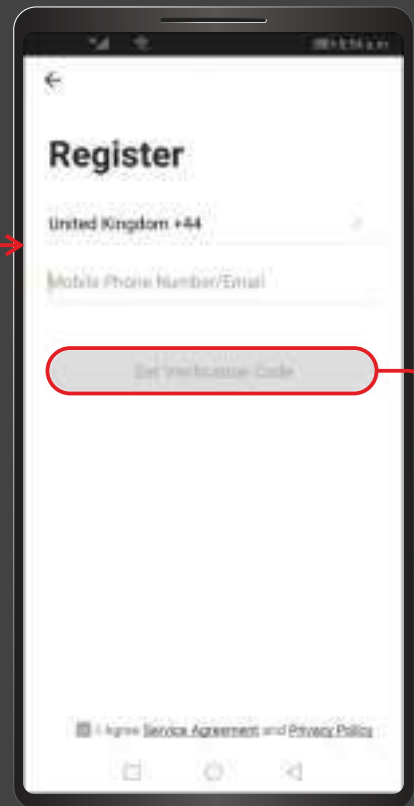 Register
United Kingdom +44
Mobile Phone Number/Email
Get Verification Code
I Agree Service Agreement and Privacy Policy